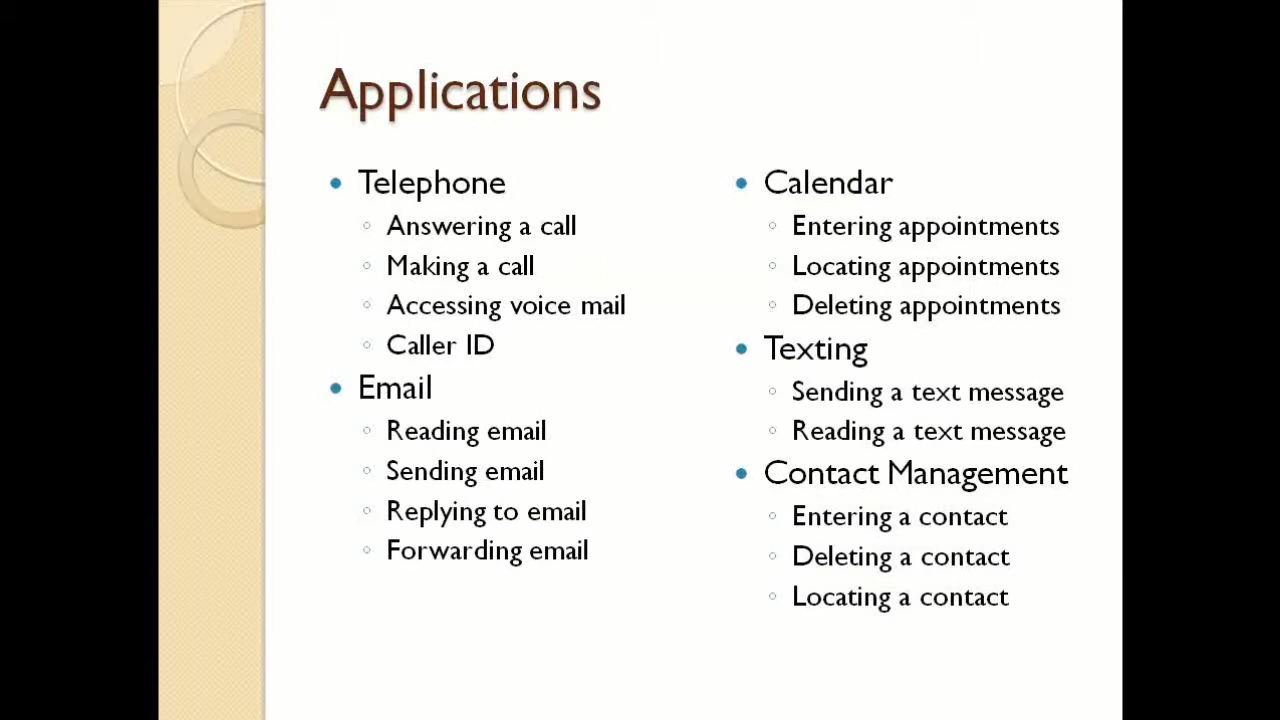 Applications
Telephone
Answering a call
Making a call
Accessing voice mail
Caller ID
Email
Reading email
Sending email
Replying to email
Forwarding email
Calendar
Entering appointments
Locating appointments
Deleting appointments
Texting
Sending a text message
Reading a text message
Contact Management
Entering a contact
Deleting a contact
Locating a contact